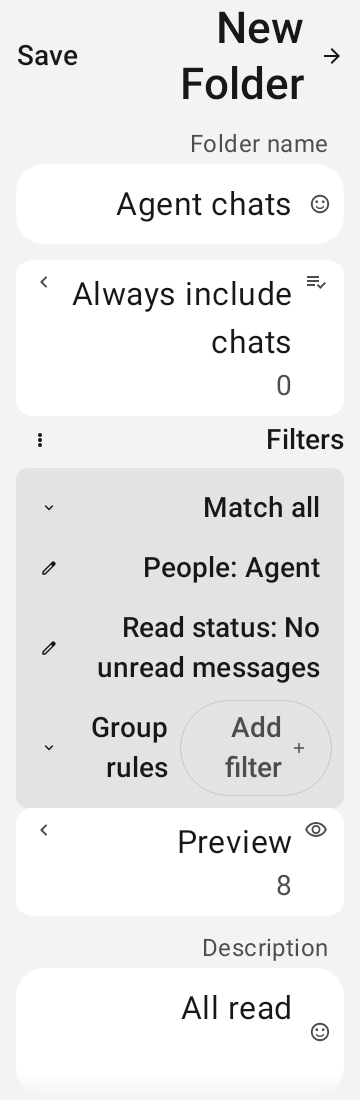 New
Folder
Save
Folder name
Agent chats
Always include
chats
0
Filters
Match all
People: Agent
Read status: No
unread messages
Add
filter
Group
rules
Preview
8
Description
All read